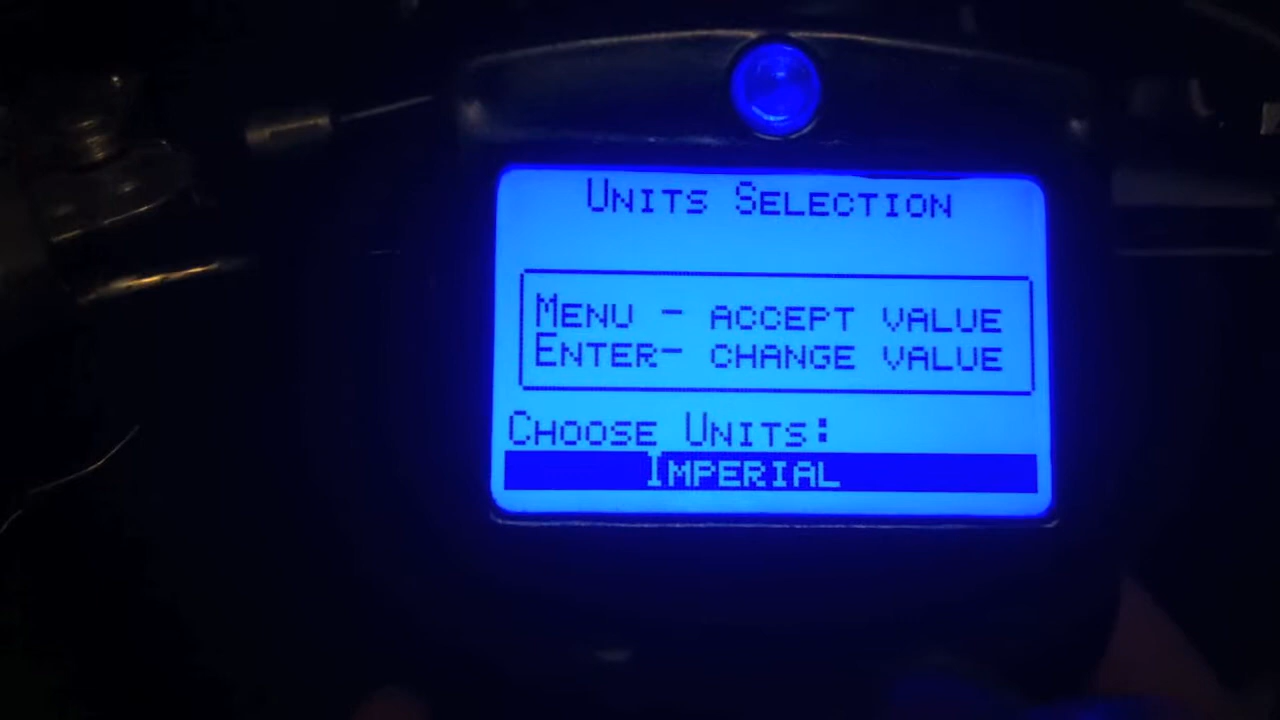 Units Selection
Menu - accept value
Enter- change value
Choose Units:
Imperial